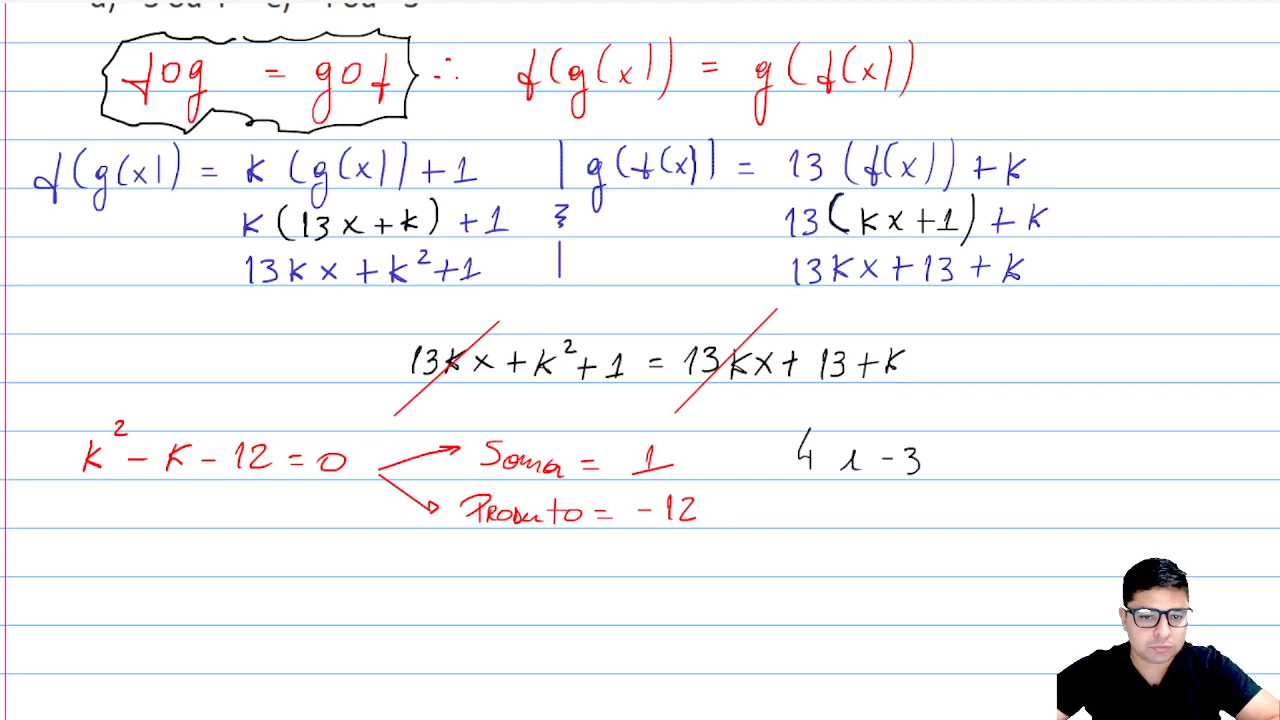 fog = gof ∴ f(g(x)) = g(f(x))
f(g(x)) = k (g(x)) + 1 | g(f(x)) = 13 (f(x)) + k
k (13x + k) + 1 13 (kx + 1) + k
13kx + k² + 1 | 13kx + 13 + k
13kx + k² + 1 = 13kx + 13 + k
k² - k - 12 = 0 Soma = 1 4 e -3
Produto = -12